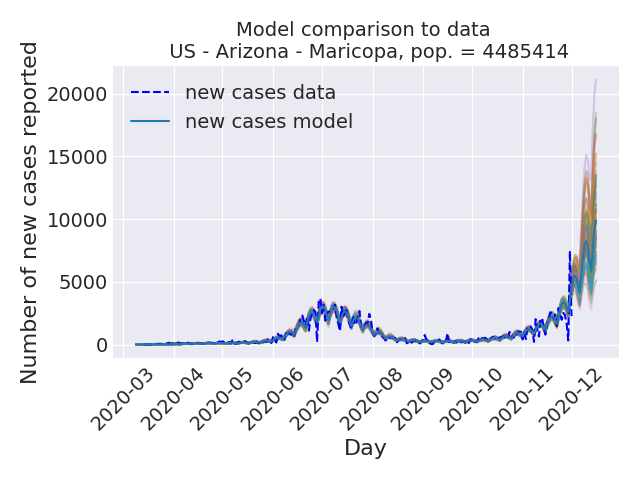 Model comparison to data
US - Arizona - Maricopa, pop. = 4485414
Number of new cases reported
20000
15000
10000
5000
0
new cases data
new cases model
2020-03
2020-04
2020-05
2020-06
2020-07
2020-08
2020-09
2020-10
2020-11
2020-12
Day